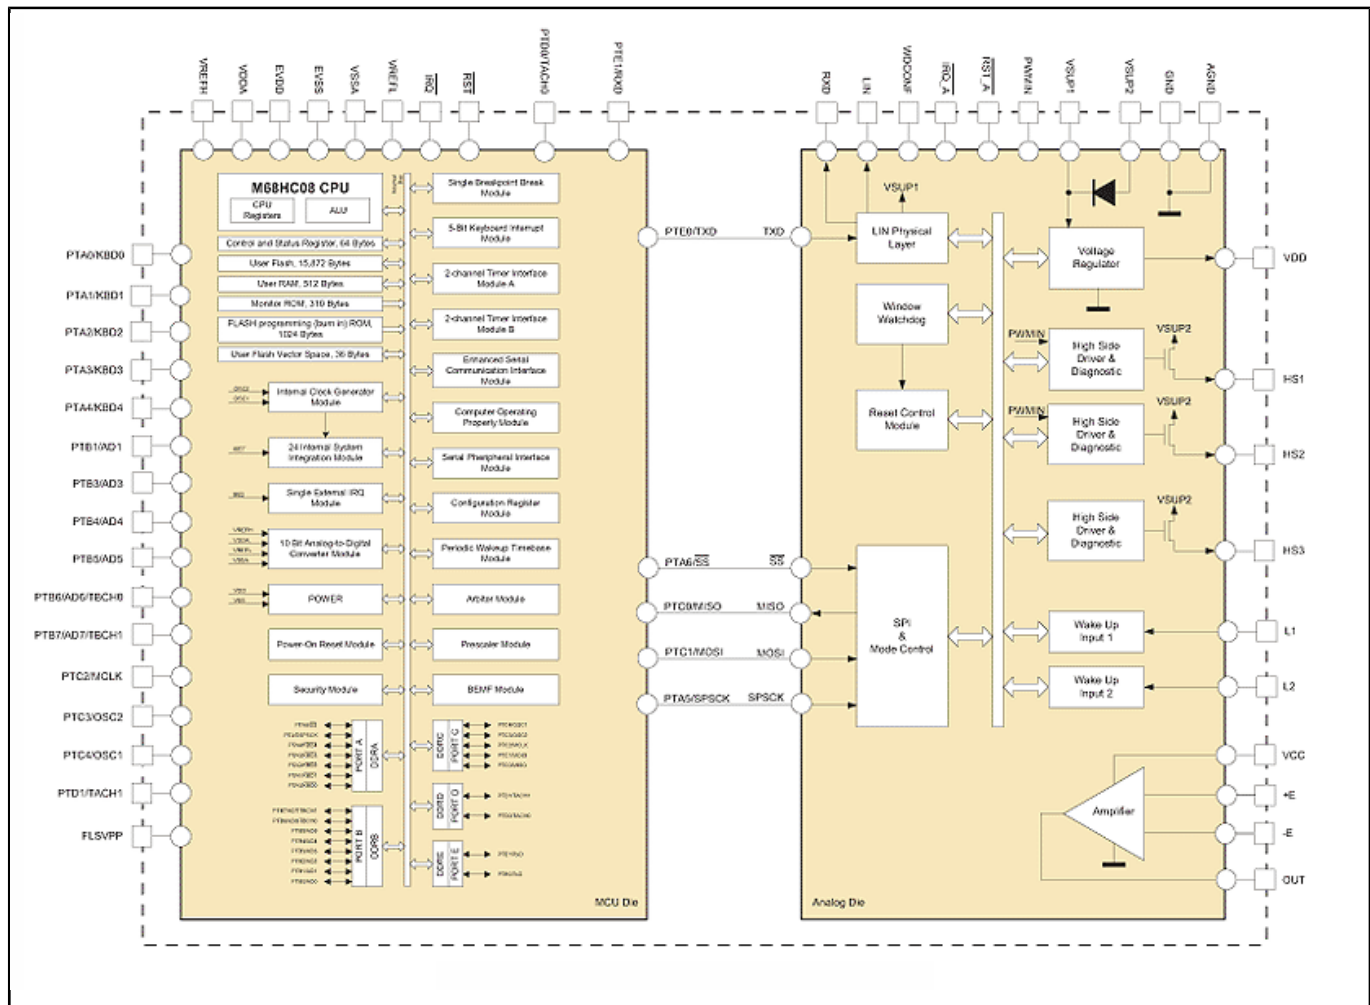 VREFH
VDDA
EVDD
EVSS
VSSA
VREFL
IRQ
RST
PTD0/TACH0
PTE1/RXD
RXD
LIN
WDCONF
IRQ_A
RST_A
PWMIN
VSUP1
VSUP2
GND
AGND
PTA0/KBD0
PTA1/KBD1
PTA2/KBD2
PTA3/KBD3
PTA4/KBD4
PTB1/AD1
PTB3/AD3
PTB4/AD4
PTB5/AD5
PTB6/AD6/TBCH0
PTB7/AD7/TBCH1
PTC2/MCLK
PTC3/OSC2
PTC4/OSC1
PTD1/TACH1
FLSVPP
M68HC08 CPU
CPU
Registers
ALU
Control and Status Register, 64 Bytes
User Flash, 15,872 Bytes
User RAM, 512 Bytes
Monitor ROM, 310 Bytes
FLASH programming (burn in) ROM,
1024 Bytes
User Flash Vector Space, 36 Bytes
Internal Clock Generator
Module
24 Internal System
Integration Module
Single External IRQ
Module
VREFH
VDDA
VREFL
VSSA
10 Bit Analog-to-Digital
Converter Module
POWER
Power-On Reset Module
Security Module
PORT A
DDRA
PORT B
DDRB
Single Breakpoint Break
Module
5-Bit Keyboard Interrupt
Module
2-channel Timer Interface
Module A
2-channel Timer Interface
Module B
Enhanced Serial
Communication Interface
Module
Computer Operating
Properly Module
Serial Pheripheral Interface
Module
Configuration Register
Module
Periodic Wakeup Timebase
Module
Arbiter Module
Prescaler Module
BEMF Module
DDRC
PORT C
DDRD
PORT D
DDRE
PORT E
MCU Die
PTE0/TXD
TXD
PTA6/SS
SS
PTC0/MISO
MISO
PTC1/MOSI
MOSI
PTA5/SPSCK
SPSCK
VSUP1
LIN Physical
Layer
Window
Watchdog
Reset Control
Module
SPI
&
Mode Control
Voltage
Regulator
PWMIN
High Side
Driver &
Diagnostic
VSUP2
PWMIN
High Side
Driver &
Diagnostic
VSUP2
High Side
Driver &
Diagnostic
VSUP2
Wake Up
Input 1
Wake Up
Input 2
Amplifier
Analog Die
VDD
HS1
HS2
HS3
L1
L2
VCC
+E
-E
OUT